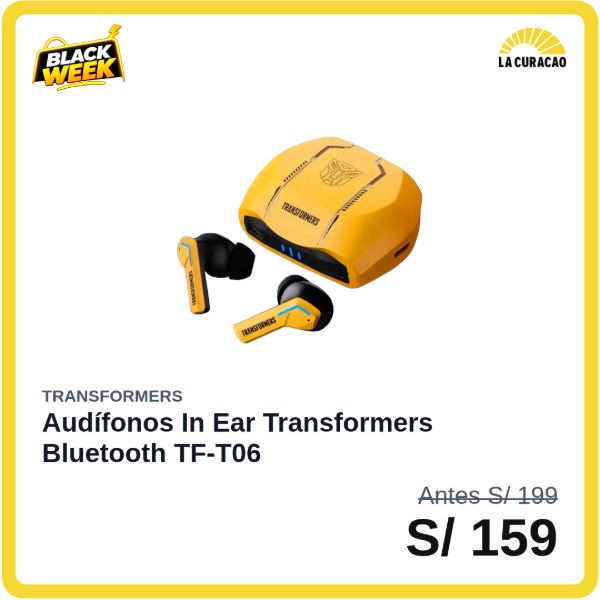 BLACK
WEEK
LA CURACAO
TRANSFORMERS
TRANSFORMERS
TRANSFORMERS
TRANSFORMERS
Audífonos In Ear Transformers
Bluetooth TF-T06
Antes S/ 199
S/ 159